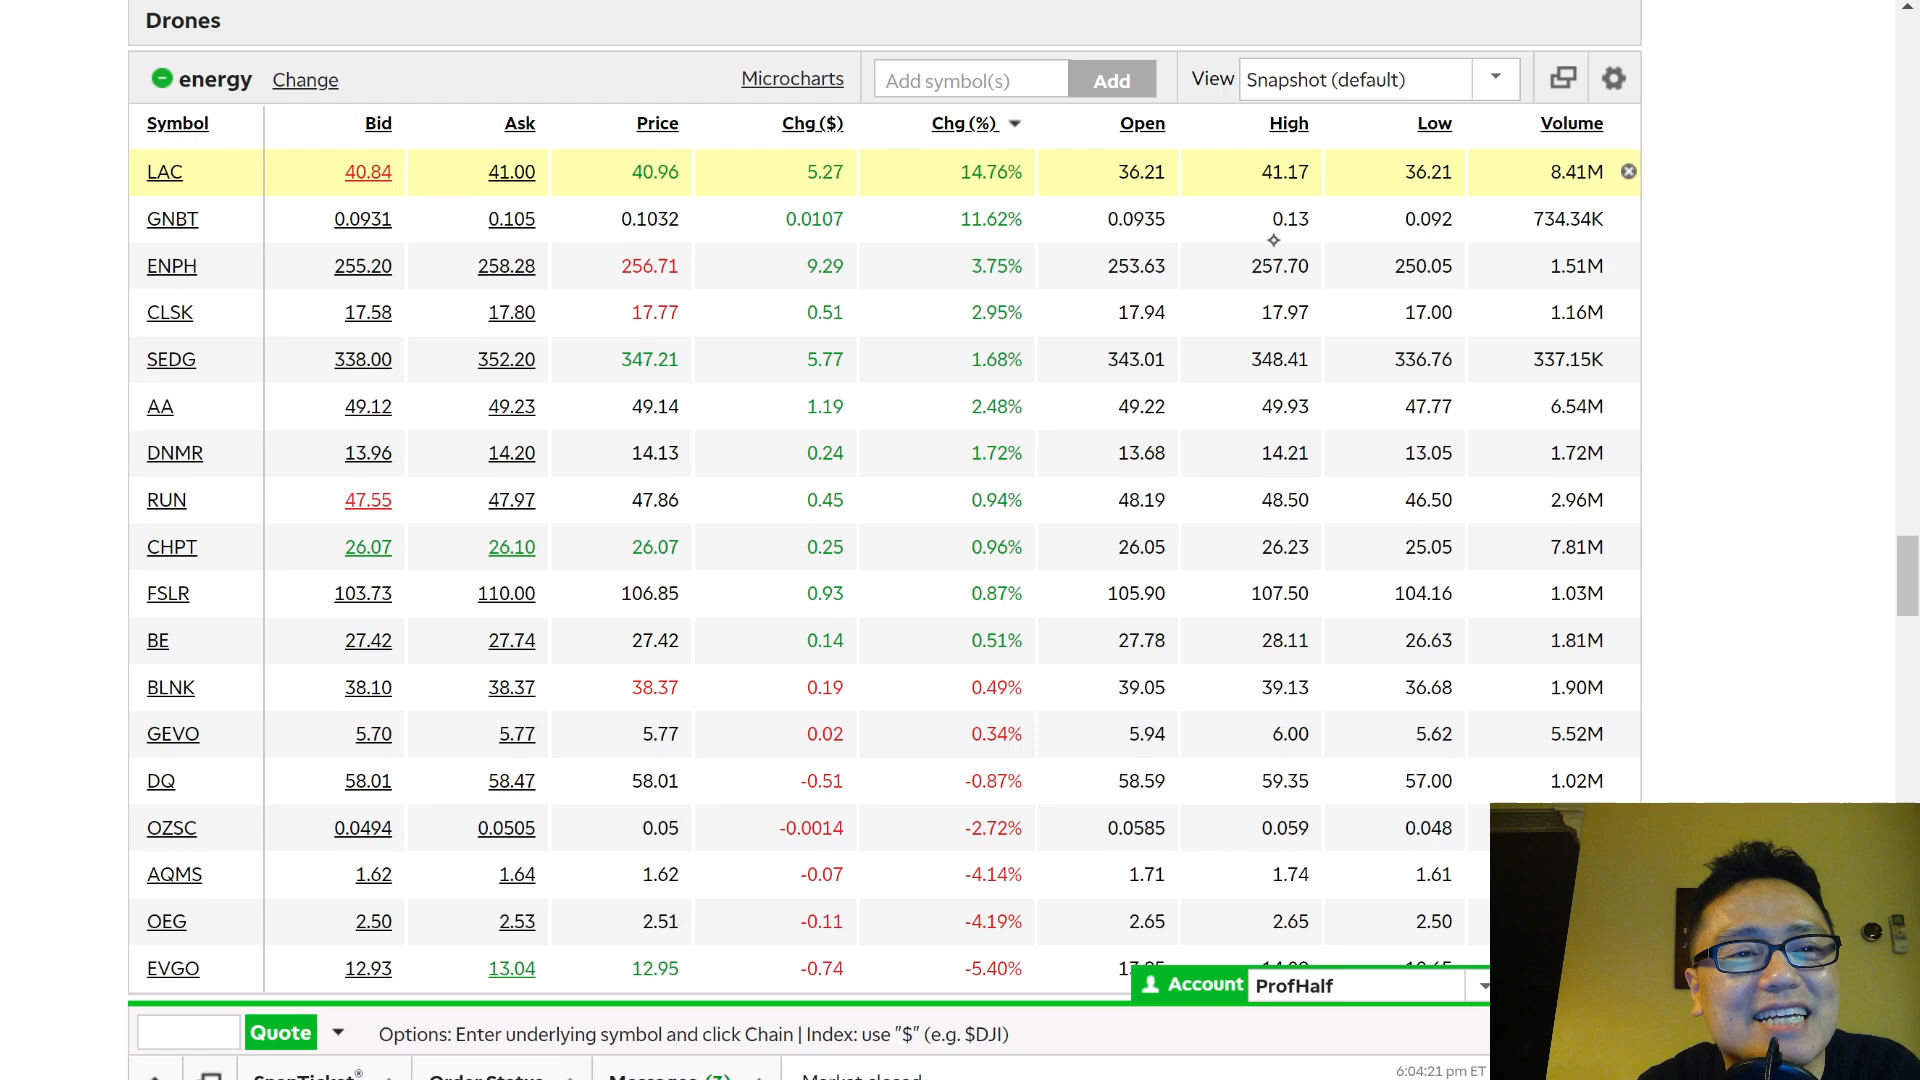 Drones
energy Change Microcharts Add symbol(s) Add View Snapshot (default)
Symbol Bid Ask Price Chg ($) Chg (%) Open High Low Volume
LAC 40.84 41.00 40.96 5.27 14.76% 36.21 41.17 36.21 8.41M
GNBT 0.0931 0.105 0.1032 0.0107 11.62% 0.0935 0.13 0.092 734.34K
ENPH 255.20 258.28 256.71 9.29 3.75% 253.63 257.70 250.05 1.51M
CLSK 17.58 17.80 17.77 0.51 2.95% 17.94 17.97 17.00 1.16M
SEDG 338.00 352.20 347.21 5.77 1.68% 343.01 348.41 336.76 337.15K
AA 49.12 49.23 49.14 1.19 2.48% 49.22 49.93 47.77 6.54M
DNMR 13.96 14.20 14.13 0.24 1.72% 13.68 14.21 13.05 1.72M
RUN 47.55 47.97 47.86 0.45 0.94% 48.19 48.50 46.50 2.96M
CHPT 26.07 26.10 26.07 0.25 0.96% 26.05 26.23 25.05 7.81M
FSLR 103.73 110.00 106.85 0.93 0.87% 105.90 107.50 104.16 1.03M
BE 27.42 27.74 27.42 0.14 0.51% 27.78 28.11 26.63 1.81M
BLNK 38.10 38.37 38.37 0.19 0.49% 39.05 39.13 36.68 1.90M
GEVO 5.70 5.77 5.77 0.02 0.34% 5.94 6.00 5.62 5.52M
DQ 58.01 58.47 58.01 -0.51 -0.87% 58.59 59.35 57.00 1.02M
OZSC 0.0494 0.0505 0.05 -0.0014 -2.72% 0.0585 0.059 0.048
AQMS 1.62 1.64 1.62 -0.07 -4.14% 1.71 1.74 1.61
OEG 2.50 2.53 2.51 -0.11 -4.19% 2.65 2.65 2.50
EVGO 12.93 13.04 12.95 -0.74 -5.40%
Account ProfHalf
Quote Options: Enter underlying symbol and click Chain | Index: use "$" (e.g. $DJI)
SnapTicket® Order Status Messages (3) Market closed 6:04:21 pm ET